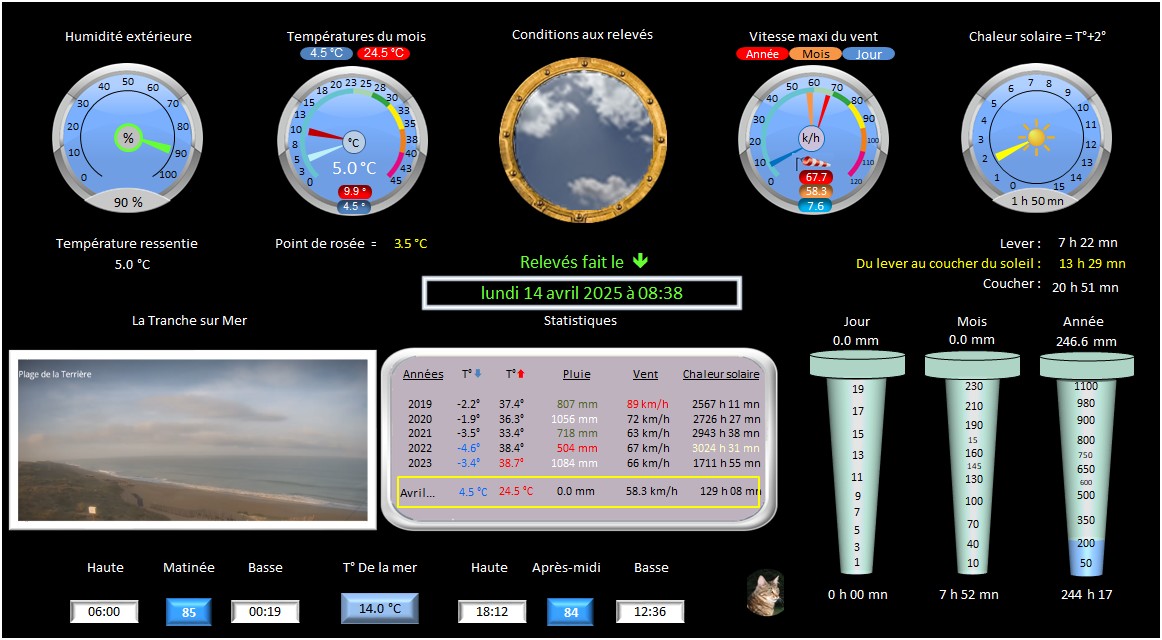 Humidité extérieure
Températures du mois
Conditions aux relevés
Vitesse maxi du vent
Chaleur solaire = T°+2°
4.5 °C 24.5 °C
Année Mois Jour
0 10 20 30 40 50 60 70 80 90 100
%
90 %
0 3 5 8 10 13 15 18 20 23 25 28 30 33 35 38 40 43 45
°C
5.0 °C
9.9 °
4.5 °
0 10 20 30 40 50 60 70 80 90 100 110 120
k/h
67.7
58.3
7.6
0 1 2 3 4 5 6 7 8 9 10 11 12 13 14 15
1 h 50 mn
Température ressentie
5.0 °C
Point de rosée = 3.5 °C
Lever : 7 h 22 mn
Du lever au coucher du soleil : 13 h 29 mn
Coucher : 20 h 51 mn
Relevés fait le
lundi 14 avril 2025 à 08:38
La Tranche sur Mer
Plage de la Terrière
Statistiques
Années T° T° Pluie Vent Chaleur solaire
2019 -2.2° 37.4° 807 mm 89 km/h 2567 h 11 mn
2020 -1.9° 36.3° 1056 mm 72 km/h 2726 h 27 mn
2021 -3.5° 33.4° 718 mm 63 km/h 2943 h 38 mn
2022 -4.6° 38.4° 504 mm 67 km/h 3024 h 31 mn
2023 -3.4° 38.7° 1084 mm 66 km/h 1711 h 55 mn
Avril... 4.5 °C 24.5 °C 0.0 mm 58.3 km/h 129 h 08 mn
Jour
0.0 mm
19
17
15
13
11
9
7
5
3
1
0 h 00 mn
Mois
0.0 mm
230
210
190
15
160
145
130
100
70
40
10
7 h 52 mn
Année
246.6 mm
1100
980
900
800
750
650
600
500
350
200
50
244 h 17
Haute Matinée Basse
06:00 85 00:19
T° De la mer
14.0 °C
Haute Après-midi Basse
18:12 84 12:36